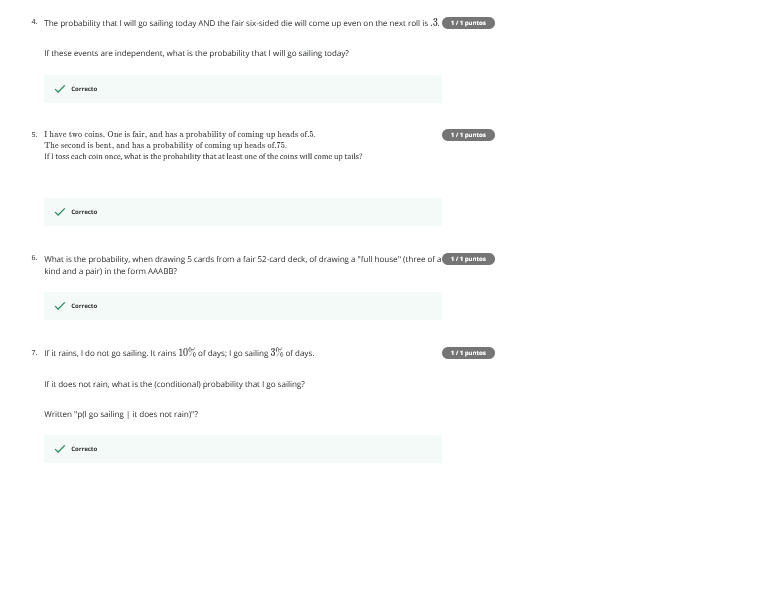 4. The probability that I will go sailing today AND the fair six-sided die will come up even on the next roll is .3. 1 / 1 puntos
If these events are independent, what is the probability that I will go sailing today?
Correcto
5. I have two coins. One is fair, and has a probability of coming up heads of.5. 1 / 1 puntos
The second is bent, and has a probability of coming up heads of.75.
If I toss each coin once, what is the probability that at least one of the coins will come up tails?
Correcto
6. What is the probability, when drawing 5 cards from a fair 52-card deck, of drawing a "full house" (three of a 1 / 1 puntos
kind and a pair) in the form AAABB?
Correcto
7. If it rains, I do not go sailing. It rains 10% of days; I go sailing 3% of days. 1 / 1 puntos
If it does not rain, what is the (conditional) probability that I go sailing?
Written "p(I go sailing | it does not rain)"?
Correcto